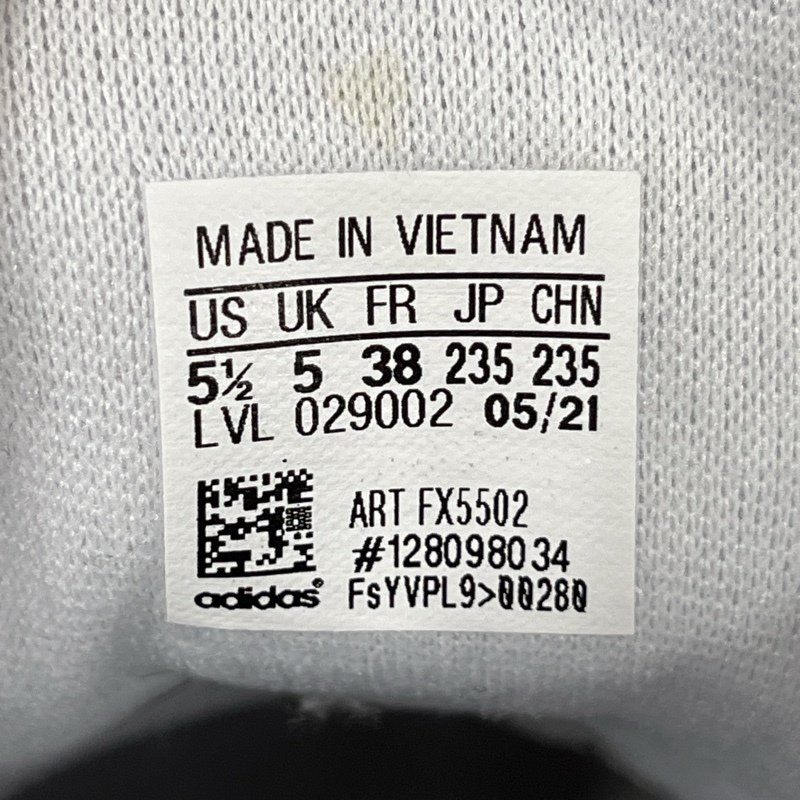 MADE IN VIETNAM
US UK FR JP CHN
5½ 5 38 235 235
LVL 029002 05/21
ART FX5502
#128098034
adidas® FsYVPL9>00280